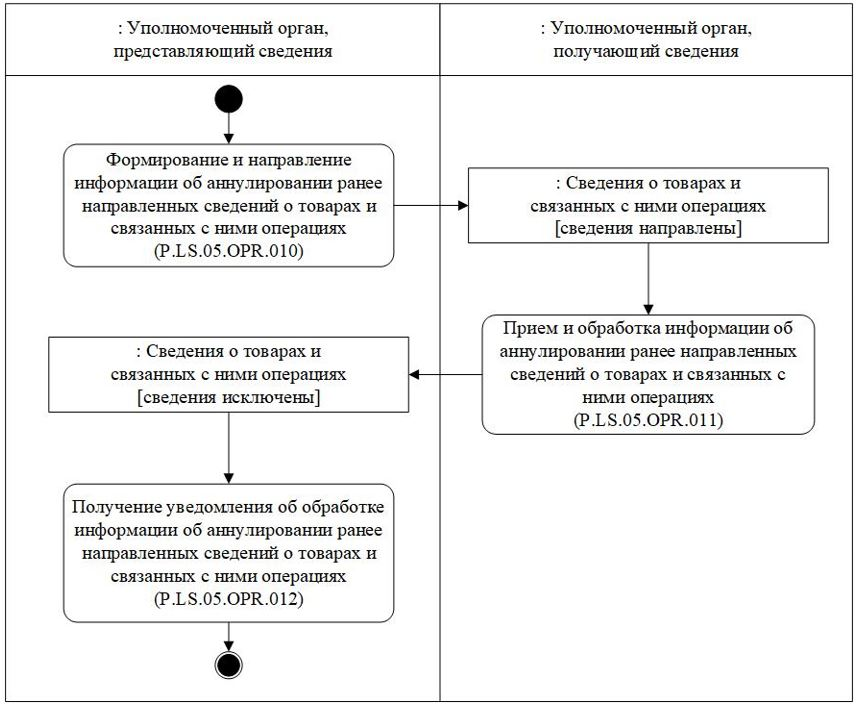 : Уполномоченный орган,
представляющий сведения
: Уполномоченный орган,
получающий сведения
Формирование и направление
информации об аннулировании ранее
направленных сведений о товарах и
связанных с ними операциях
(P.LS.05.OPR.010)
: Сведения о товарах и
связанных с ними операциях
[сведения направлены]
Прием и обработка информации об
аннулировании ранее направленных
сведений о товарах и связанных с
ними операциях
(P.LS.05.OPR.011)
: Сведения о товарах и
связанных с ними операциях
[сведения исключены]
Получение уведомления об обработке
информации об аннулировании ранее
направленных сведений о товарах и
связанных с ними операциях
(P.LS.05.OPR.012)